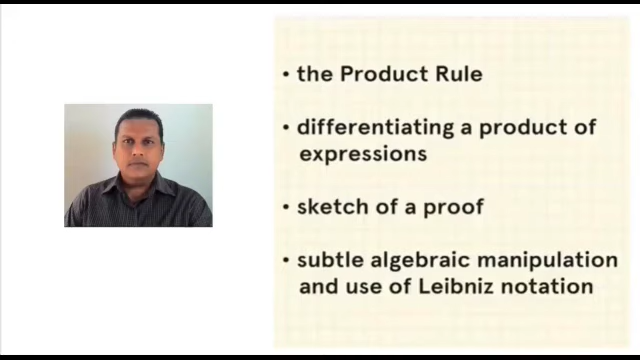 • the Product Rule
• differentiating a product of
expressions
• sketch of a proof
• subtle algebraic manipulation
and use of Leibniz notation